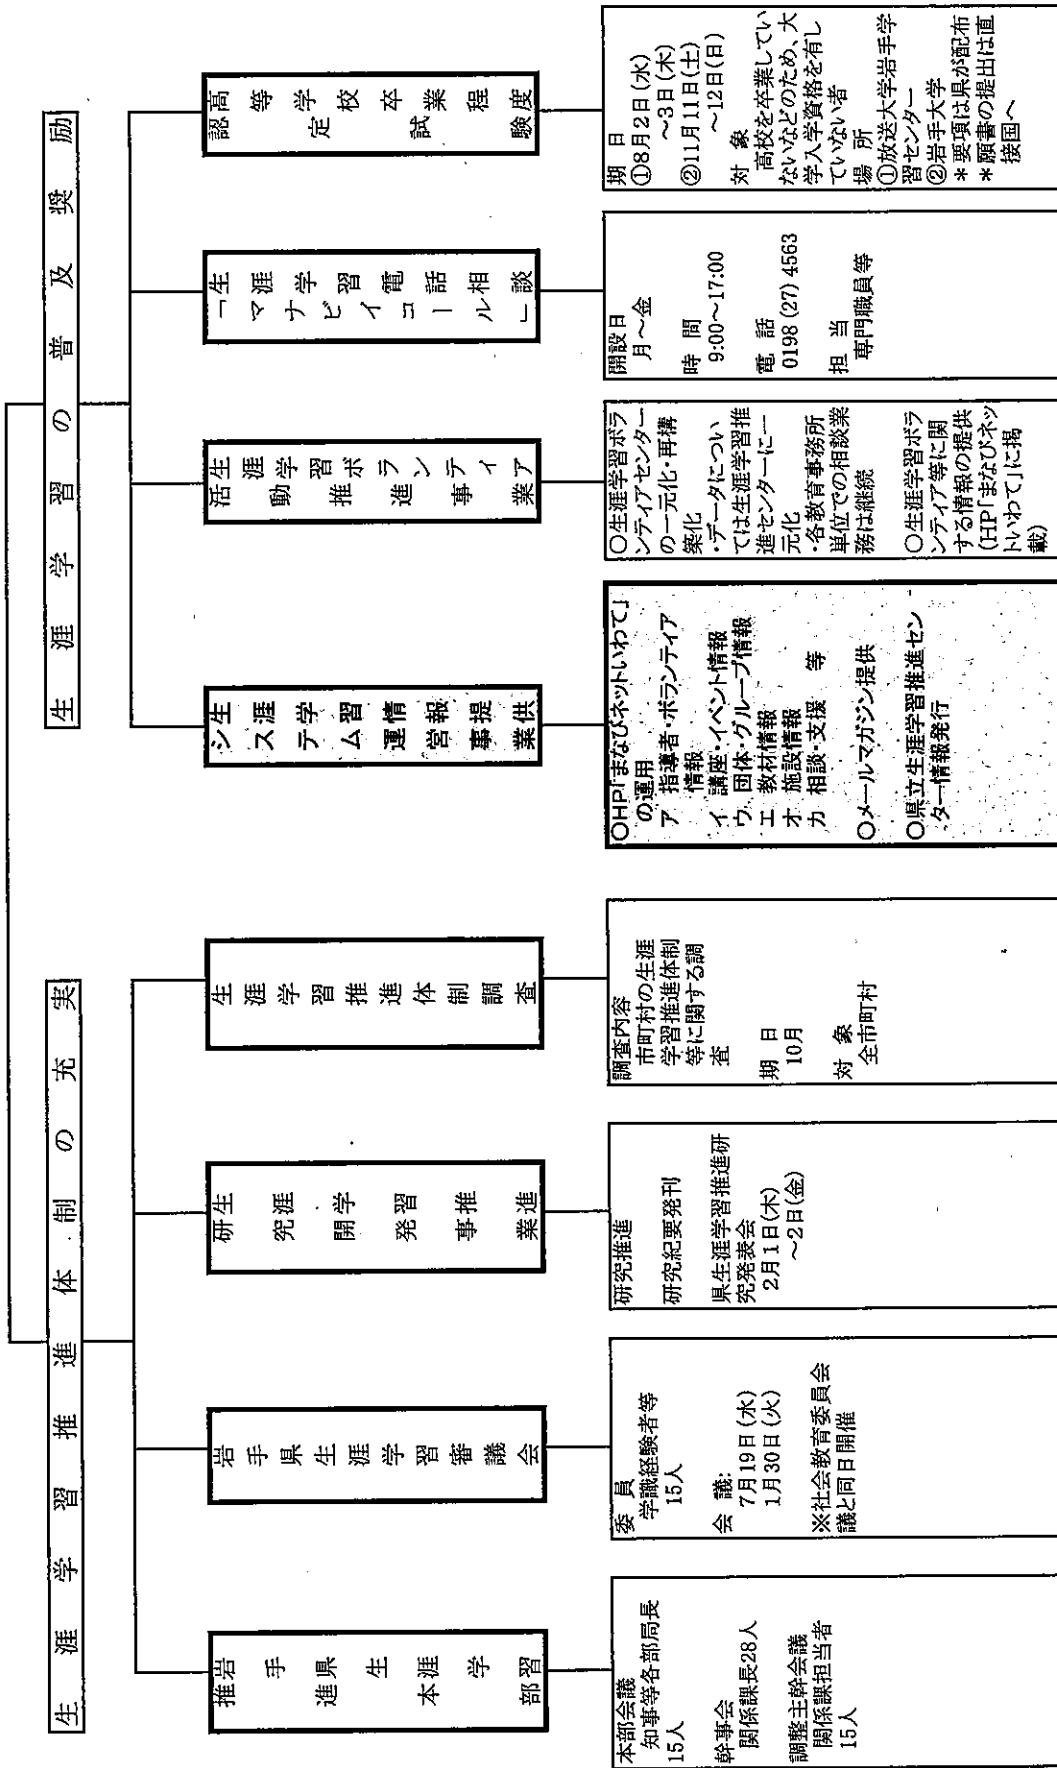 生涯学習推進体制の充実
岩手県生涯学習
推進本部
本部会議
知事等各部局長
15人
幹事会
関係課長28人
調整主幹会議
関係課担当者
15人
岩手県生涯学習審議会
委員
学識経験者等
15人
会議:
7月19日(水)
1月30日(火)
※社会教育委員会
議と同日開催
生涯学習推進
研究開発事業
研究推進
研究紀要発刊
県生涯学習推進研
究発表会
2月1日(木)
～2日(金)
生涯学習推進体制調査
調査内容
市町村の生涯
学習推進体制
等に関する調
査
期日
10月
対象
全市町村
生涯学習の普及奨励
生涯学習情報提供
システム運営事業
○HP「まなびネットいわて」
の運用
ア 指導者・ボランティア
情報
イ 講座・イベント情報
ウ 団体・グループ情報
エ 教材情報
オ 施設情報
カ 相談・支援 等
○メールマガジン提供
○県立生涯学習推進セン
ター情報発行
生涯学習ボランティア
活動推進事業
○生涯学習ボラ
ンティアセンター
の一元化・再構
築化
・データについ
ては生涯学習推
進センターに一
元化
・各教育事務所
単位での相談業
務は継続
○生涯学習ボラ
ンティア等に関
する情報の提供
(HP「まなびネッ
トいわて」に掲
載)
生涯学習電話相談
「マナビィコール」
開設日
月～金
時間
9:00～17:00
電話
0198(27)4563
担当
専門職員等
高等学校卒業程度
認定試験
期日
①8月2日(水)
～3日(木)
②11月11日(土)
～12日(日)
対象
高校を卒業してい
ないなどのため、大
学入学資格を有し
ていない者
場所
①放送大学岩手学
習センター
②岩手大学
＊要項は県が配布
＊願書の提出は直
接国へ